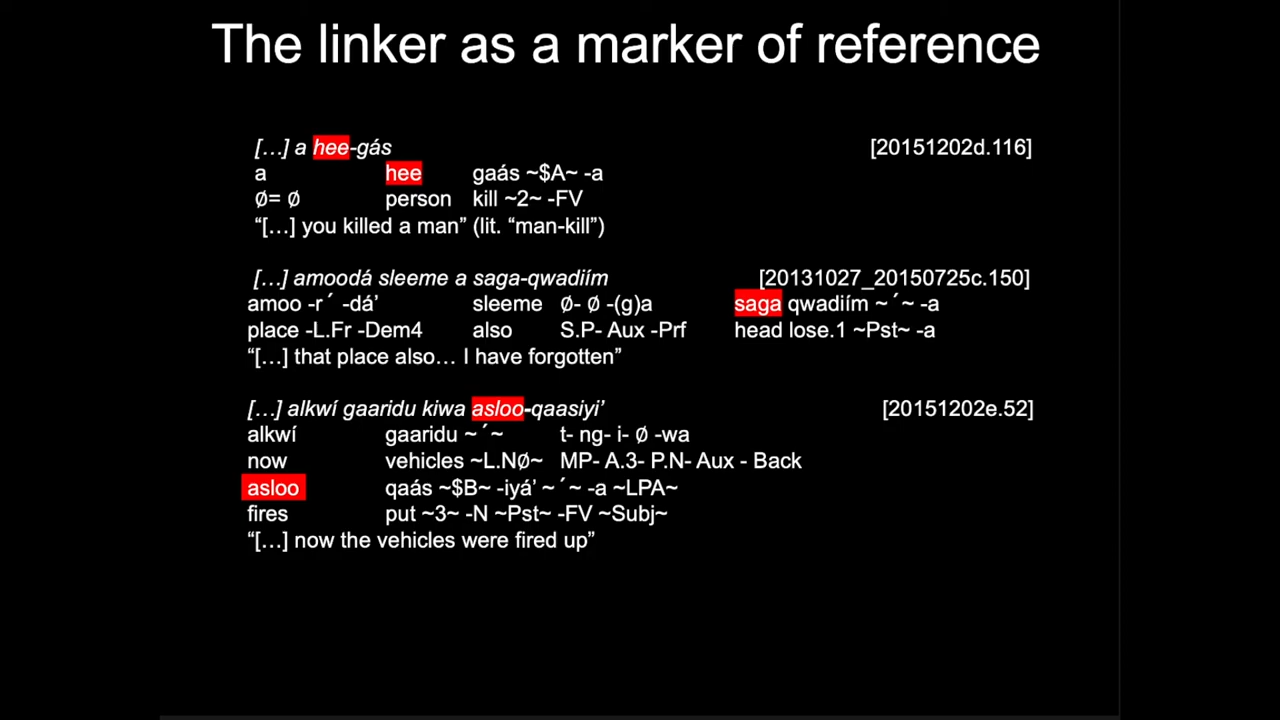 The linker as a marker of reference
[…] a hee-gás [20151202d.116]
a hee gaás ~$A~ -a
Ø= Ø person kill ~2~ -FV
“[…] you killed a man” (lit. “man-kill”)
[…] amoodá sleeme a saga-qwadiím [20131027_20150725c.150]
amoo -r´ -dá’ sleeme Ø- Ø -(g)a saga qwadiím ~´~ -a
place -L.Fr -Dem4 also S.P- Aux -Prf head lose.1 ~Pst~ -a
“[…] that place also… I have forgotten”
[…] alkwí gaaridu kiwa asloo-qaasiyi’ [20151202e.52]
alkwí gaaridu ~´~ t- ng- i- Ø -wa
now vehicles ~L.NØ~ MP- A.3- P.N- Aux - Back
asloo qaás ~$B~ -iyá’ ~´~ -a ~LPA~
fires put ~3~ -N ~Pst~ -FV ~Subj~
“[…] now the vehicles were fired up”